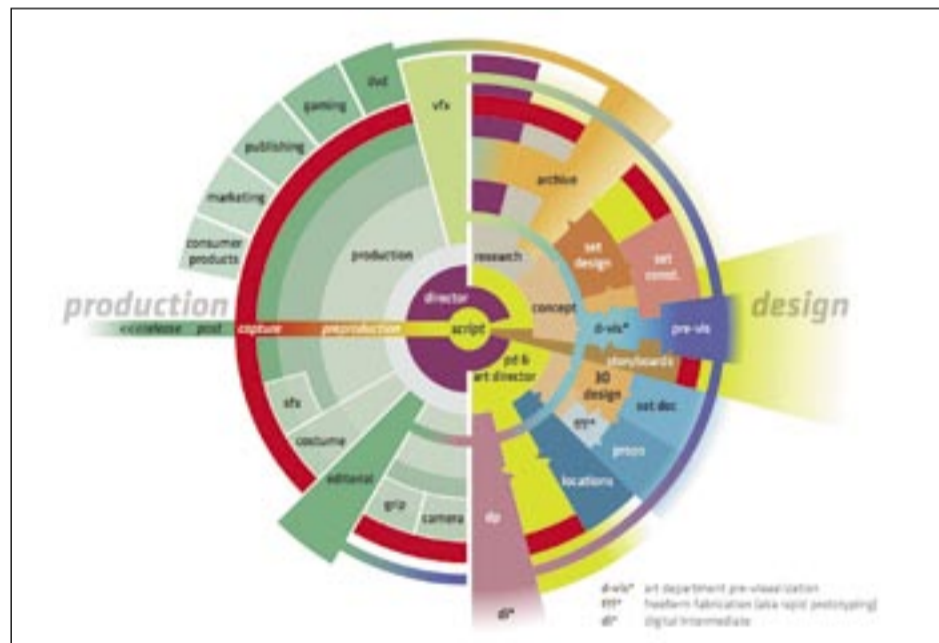 dvd
gaming
publishing
marketing
consumer
products
vfx
archive
production
research
set
design
set
const.
director
concept
production
design
<<<release post capture preproduction
script
d-vis*
pre-vis
storyboards
pd &
art director
3D
design
set dec
fff*
props
sfx
costume
editorial
locations
grip
camera
dp
di*
d-vis* art department pre-visualization
fff* freeform fabrication (aka rapid prototyping)
di* digital intermediate